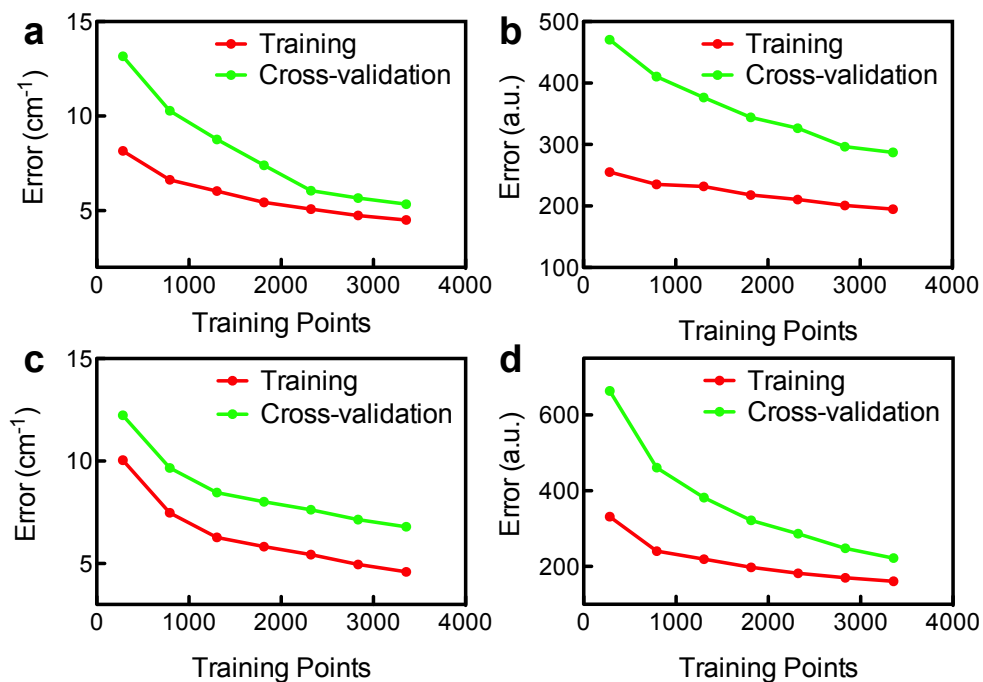 a
15
10
5
Error (cm-1)
Training
Cross-validation
0 1000 2000 3000 4000
Training Points
b
500
400
300
200
100
Error (a.u.)
Training
Cross-validation
0 1000 2000 3000 4000
Training Points
c
15
10
5
Error (cm-1)
Training
Cross-validation
0 1000 2000 3000 4000
Training Points
d
600
400
200
Error (a.u.)
Training
Cross-validation
0 1000 2000 3000 4000
Training Points